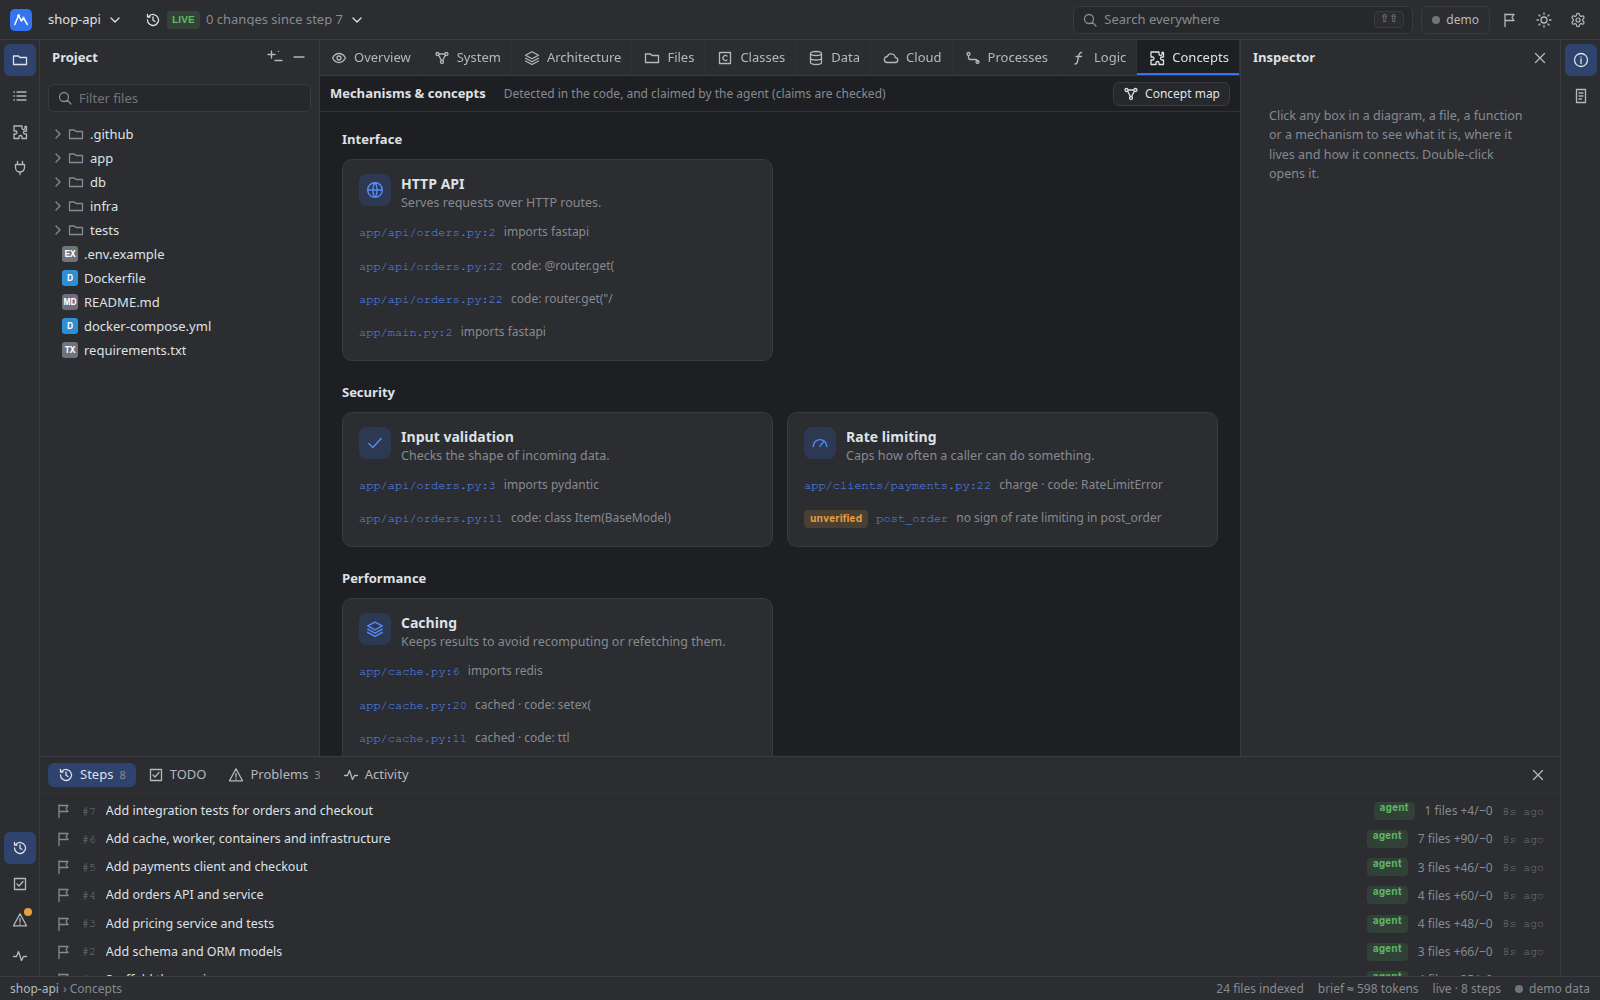 shop-api
LIVE 0 changes since step 7
Search everywhere
demo
Project
Filter files
.github
app
db
infra
tests
EX .env.example
D Dockerfile
MD README.md
D docker-compose.yml
TX requirements.txt
Overview
System
Architecture
Files
Classes
Data
Cloud
Processes
Logic
Concepts
Mechanisms & concepts
Detected in the code, and claimed by the agent (claims are checked)
Concept map
Interface
HTTP API
Serves requests over HTTP routes.
app/api/orders.py:2 imports fastapi
app/api/orders.py:22 code: @router.get(
app/api/orders.py:22 code: router.get("/
app/main.py:2 imports fastapi
Security
Input validation
Checks the shape of incoming data.
app/api/orders.py:3 imports pydantic
app/api/orders.py:11 code: class Item(BaseModel)
Rate limiting
Caps how often a caller can do something.
app/clients/payments.py:22 charge · code: RateLimitError
unverified post_order no sign of rate limiting in post_order
Performance
Caching
Keeps results to avoid recomputing or refetching them.
app/cache.py:6 imports redis
app/cache.py:20 cached · code: setex(
app/cache.py:11 cached · code: ttl
Inspector
Click any box in a diagram, a file, a function
or a mechanism to see what it is, where it
lives and how it connects. Double-click
opens it.
Steps 8
TODO
Problems 3
Activity
#7 Add integration tests for orders and checkout agent 1 files +4/−0 8s ago
#6 Add cache, worker, containers and infrastructure agent 7 files +90/−0 8s ago
#5 Add payments client and checkout agent 3 files +46/−0 8s ago
#4 Add orders API and service agent 4 files +60/−0 8s ago
#3 Add pricing service and tests agent 4 files +48/−0 8s ago
#2 Add schema and ORM models agent 3 files +66/−0 8s ago
shop-api › Concepts
24 files indexed
brief ≈ 598 tokens
live · 8 steps
demo data